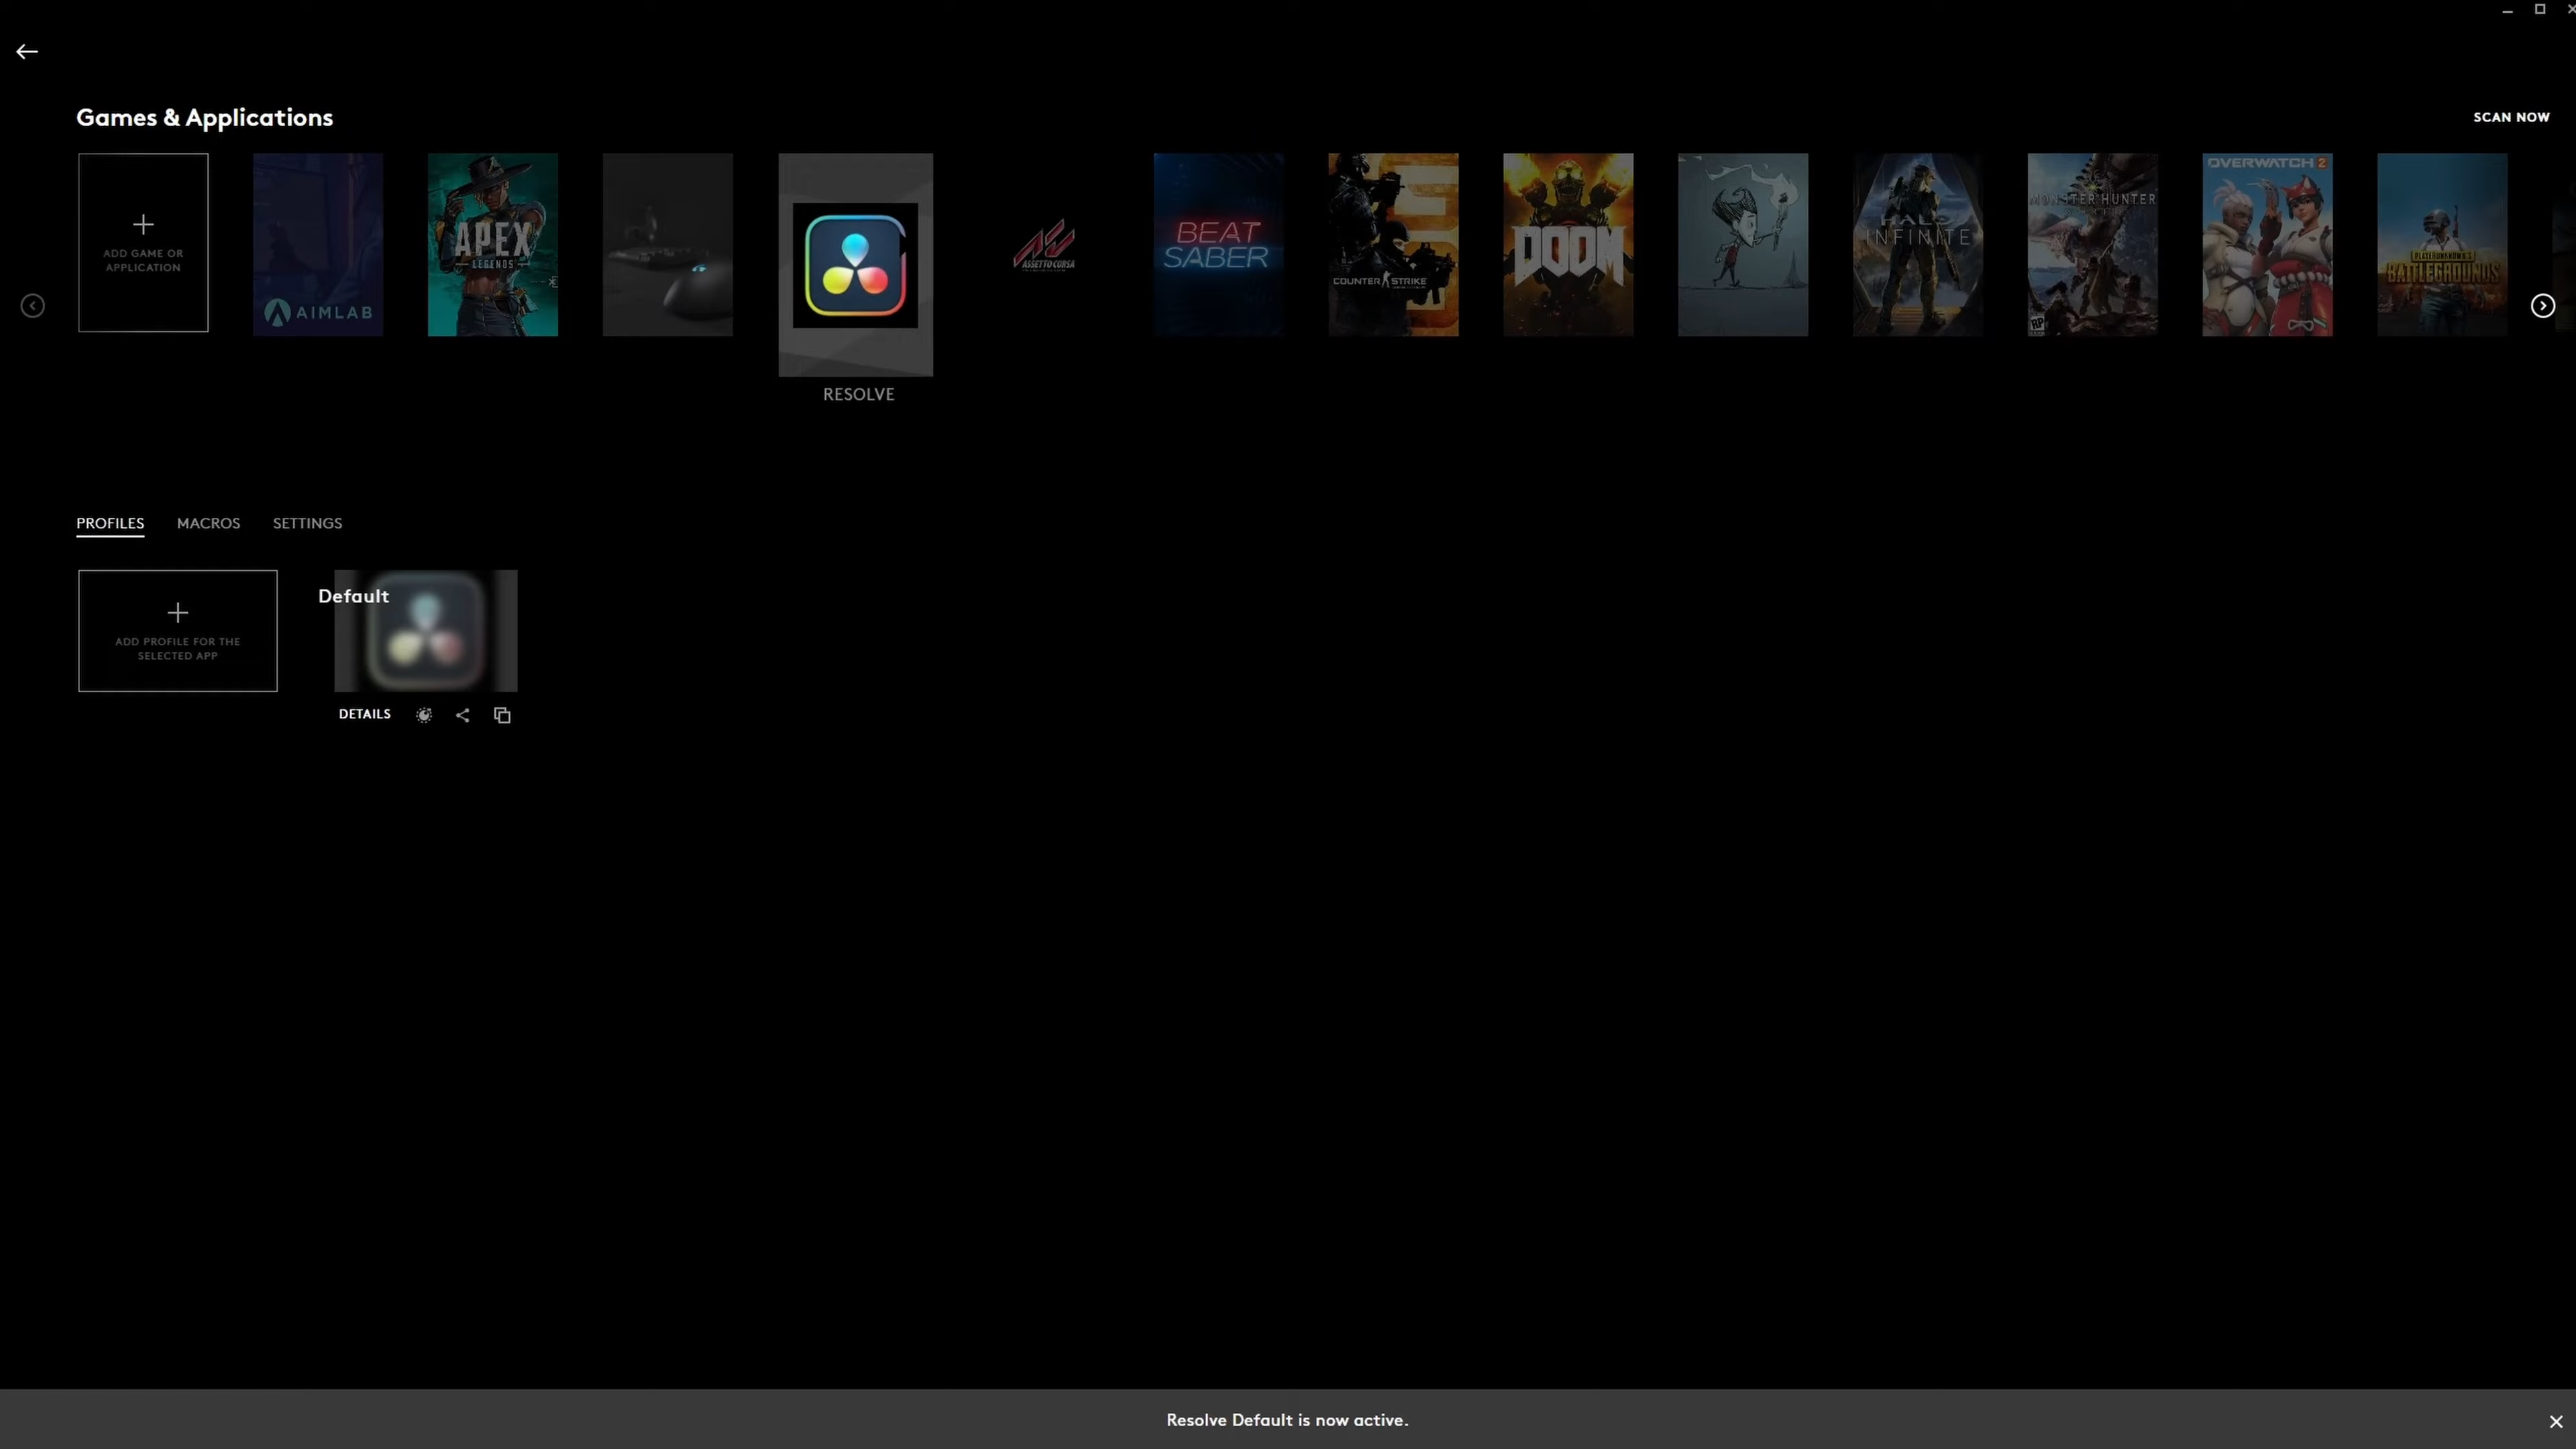 Games & Applications
SCAN NOW
ADD GAME OR
APPLICATION
AIMLAB
APEX
LEGENDS
RESOLVE
ASSETTO CORSA
BEAT
SABER
COUNTER STRIKE
DOOM
HALO
INFINITE
MONSTER HUNTER
OVERWATCH 2
PLAYERUNKNOWN'S
BATTLEGROUNDS
PROFILES
MACROS
SETTINGS
ADD PROFILE FOR THE
SELECTED APP
Default
DETAILS
Resolve Default is now active.